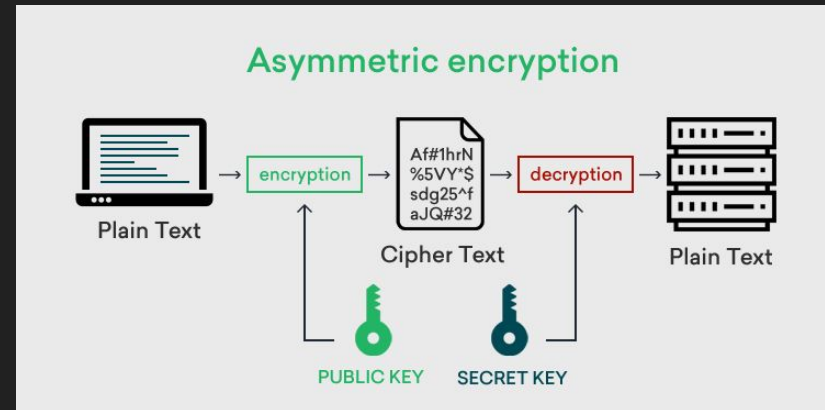 Asymmetric encryption
encryption
Af#1hrN
%5VY*$
sdg25^f
aJQ#32
decryption
Plain Text
Cipher Text
Plain Text
PUBLIC KEY
SECRET KEY